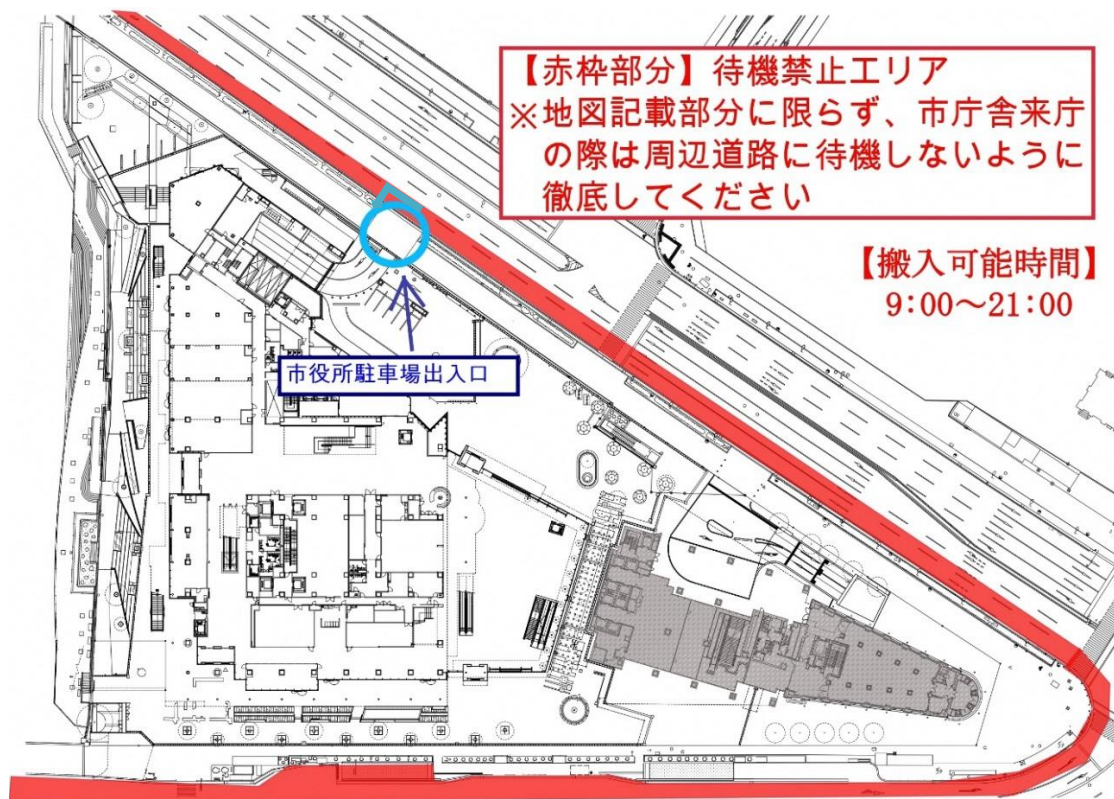 【赤枠部分】待機禁止エリア
※地図記載部分に限らず、市庁舎来庁
の際は周辺道路に待機しないように
徹底してください
【搬入可能時間】
9:00～21:00
市役所駐車場出入口